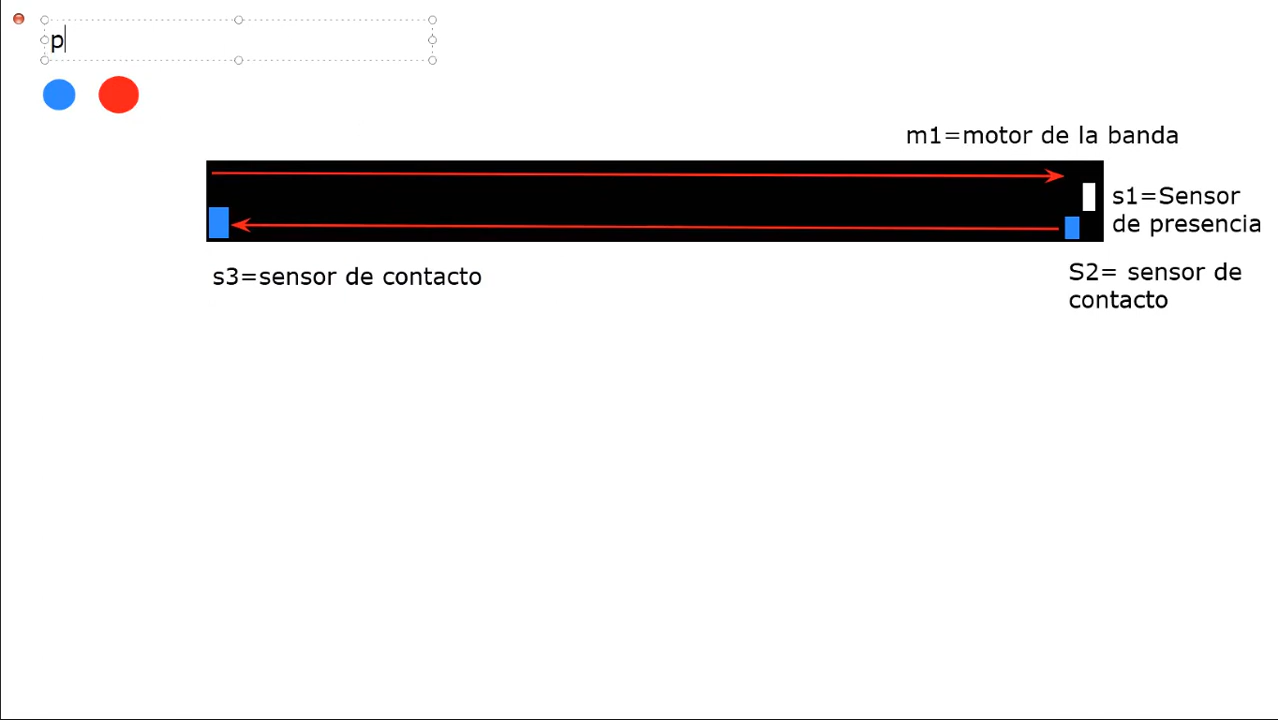 p
m1=motor de la banda
s1=Sensor
de presencia
s3=sensor de contacto
S2= sensor de
contacto